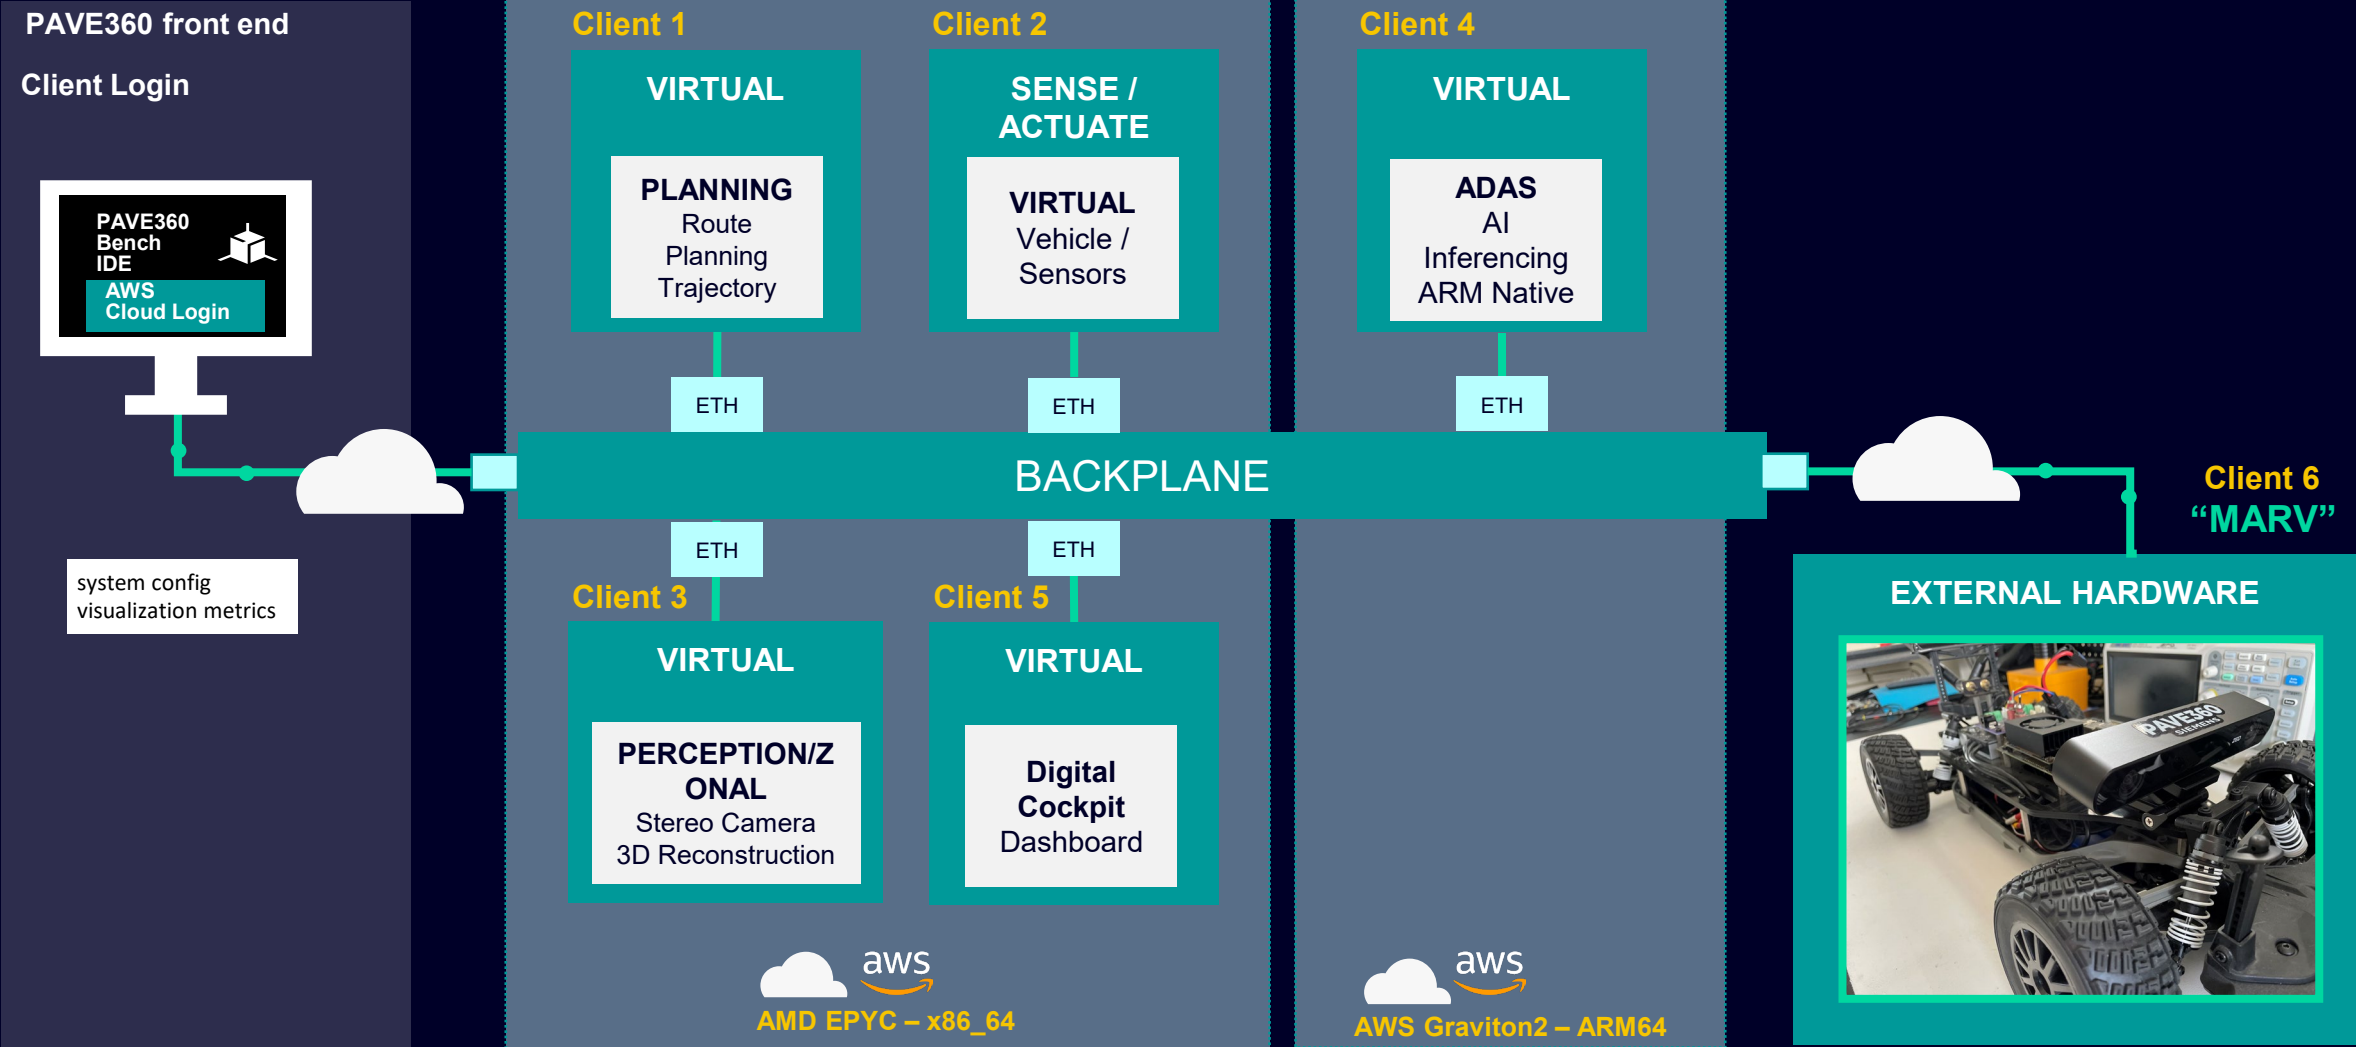 PAVE360 front end
Client Login
PAVE360
Bench
IDE
AWS
Cloud Login
system config
visualization metrics
Client 1
VIRTUAL
PLANNING
Route
Planning
Trajectory
ETH
Client 2
SENSE /
ACTUATE
VIRTUAL
Vehicle /
Sensors
ETH
Client 4
VIRTUAL
ADAS
AI
Inferencing
ARM Native
ETH
BACKPLANE
ETH
Client 3
VIRTUAL
PERCEPTION/Z
ONAL
Stereo Camera
3D Reconstruction
ETH
Client 5
VIRTUAL
Digital
Cockpit
Dashboard
aws
AMD EPYC – x86_64
aws
AWS Graviton2 – ARM64
Client 6
“MARV”
EXTERNAL HARDWARE
PAVE360
SIEMENS